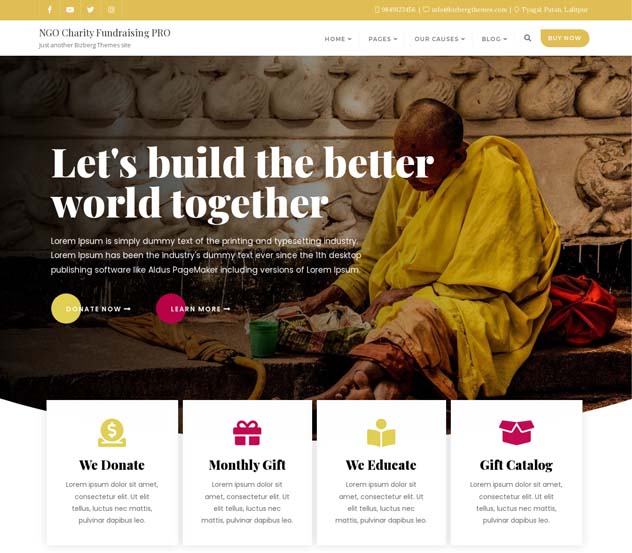 9849823456 | info@bizbergthemes.com | Tyagal, Patan, Lalitpur
NGO Charity Fundraising PRO
Just another Bizberg Themes site
HOME PAGES OUR CAUSES BLOG BUY NOW
Let's build the better
world together
Lorem Ipsum is simply dummy text of the printing and typesetting industry.
Lorem Ipsum has been the industry's dummy text ever since the 1th desktop
publishing software like Aldus PageMaker including versions of Lorem Ipsum.
DONATE NOW LEARN MORE
We Donate
Lorem ipsum dolor sit amet,
consectetur elit. Ut elit
tellus, luctus nec mattis,
pulvinar dapibus leo.
Monthly Gift
Lorem ipsum dolor sit
amet, consectetur elit. Ut
elit tellus, luctus nec
mattis, pulvinar dapibus leo.
We Educate
Lorem ipsum dolor sit
amet, consectetur elit. Ut
elit tellus, luctus nec
mattis, pulvinar dapibus leo.
Gift Catalog
Lorem ipsum dolor sit amet,
consectetur elit. Ut elit
tellus, luctus nec mattis,
pulvinar dapibus leo.